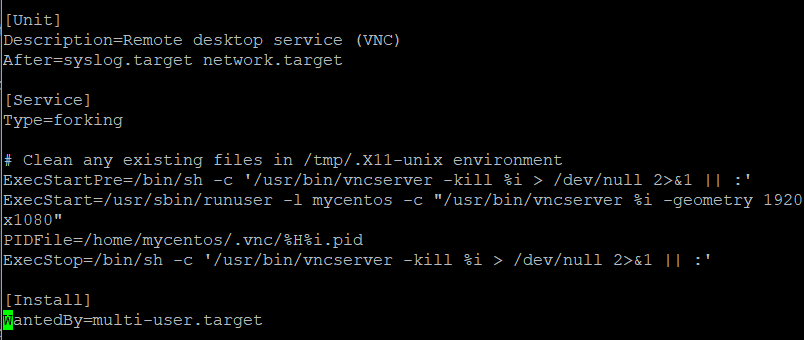 [Unit]
Description=Remote desktop service (VNC)
After=syslog.target network.target
[Service]
Type=forking
# Clean any existing files in /tmp/.X11-unix environment
ExecStartPre=/bin/sh -c '/usr/bin/vncserver -kill %i > /dev/null 2>&1 || :'
ExecStart=/usr/sbin/runuser -l mycentos -c "/usr/bin/vncserver %i -geometry 1920
x1080"
PIDFile=/home/mycentos/.vnc/%H%i.pid
ExecStop=/bin/sh -c '/usr/bin/vncserver -kill %i > /dev/null 2>&1 || :'
[Install]
WantedBy=multi-user.target